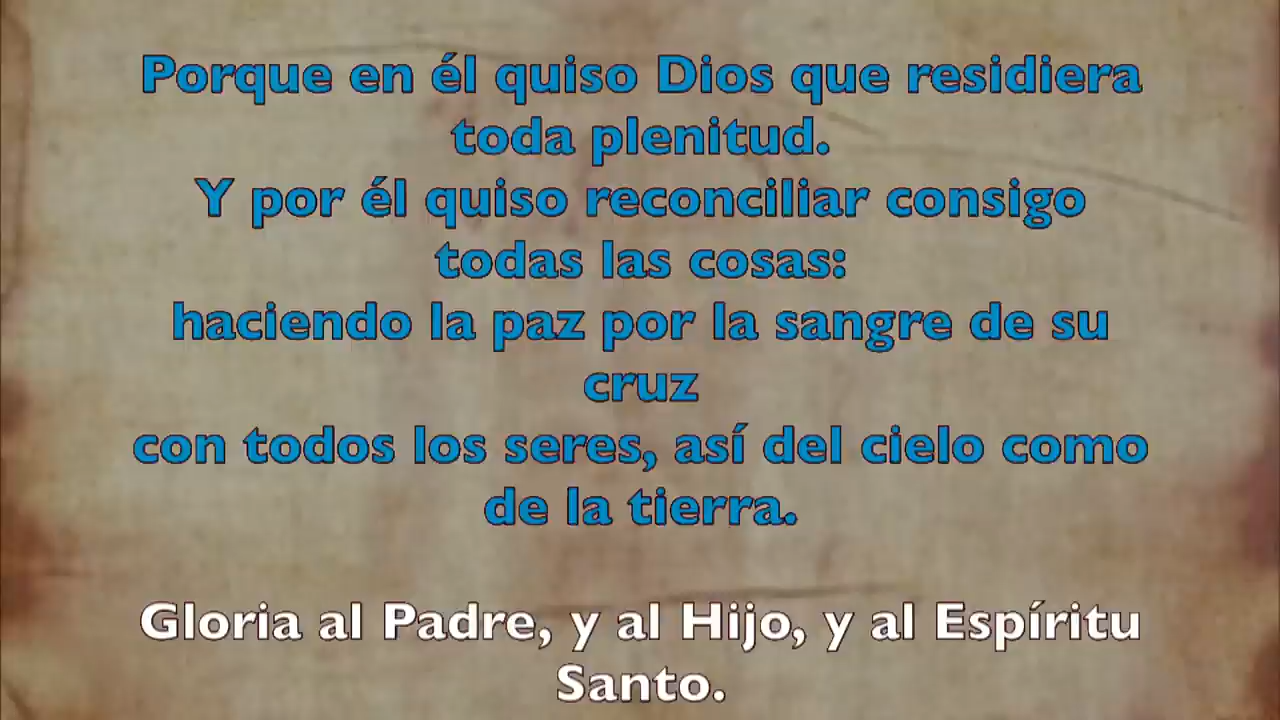 Porque en él quiso Dios que residiera
toda plenitud.
Y por él quiso reconciliar consigo
todas las cosas:
haciendo la paz por la sangre de su
cruz
con todos los seres, así del cielo como
de la tierra.
Gloria al Padre, y al Hijo, y al Espíritu
Santo.